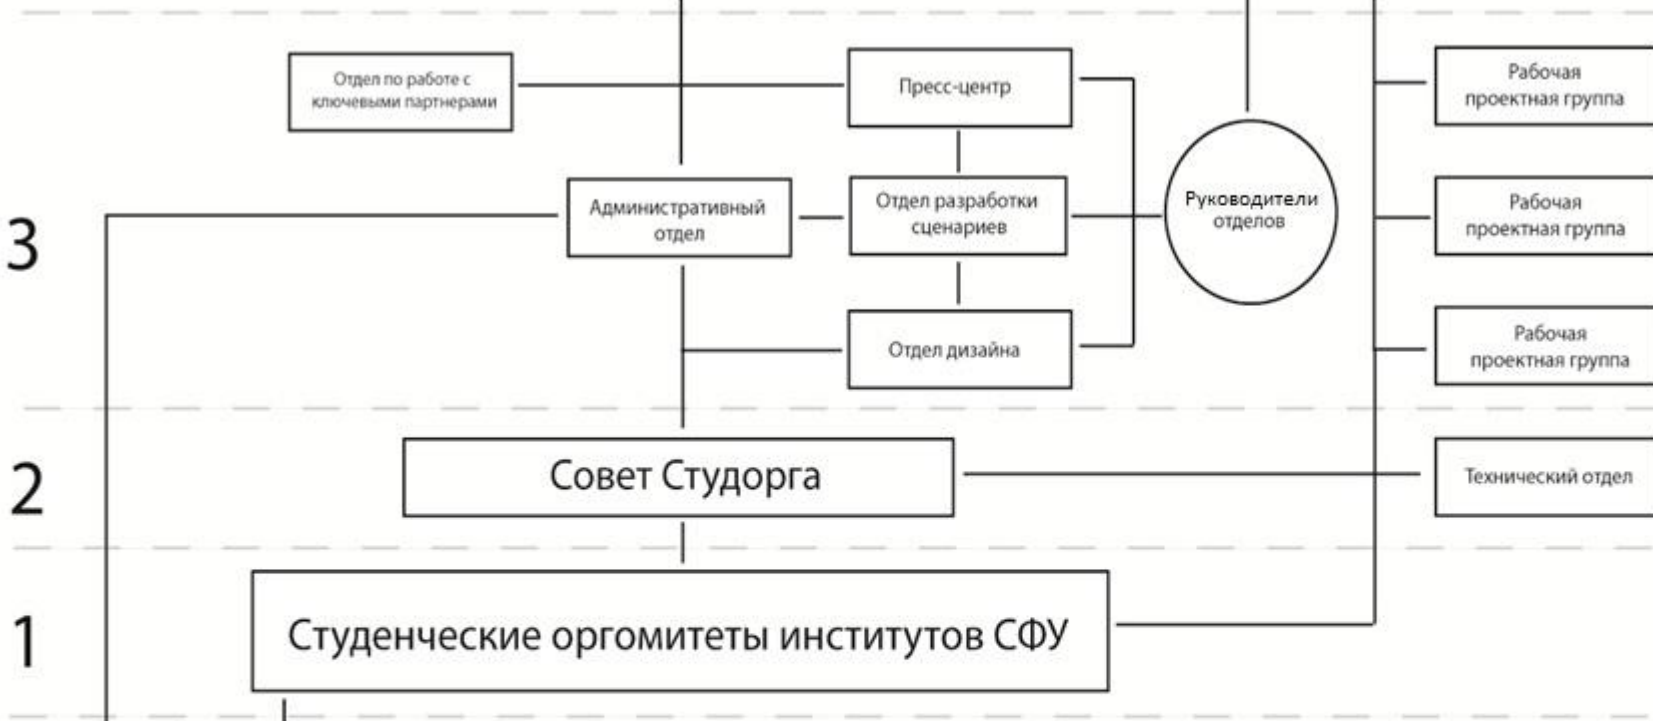 Отдел по работе с
ключевыми партнерами
Пресс-центр
Рабочая
проектная группа
3
Административный
отдел
Отдел разработки
сценариев
Руководители
отделов
Рабочая
проектная группа
Отдел дизайна
Рабочая
проектная группа
2
Совет Студорга
Технический отдел
1
Студенческие оргомитеты институтов СФУ